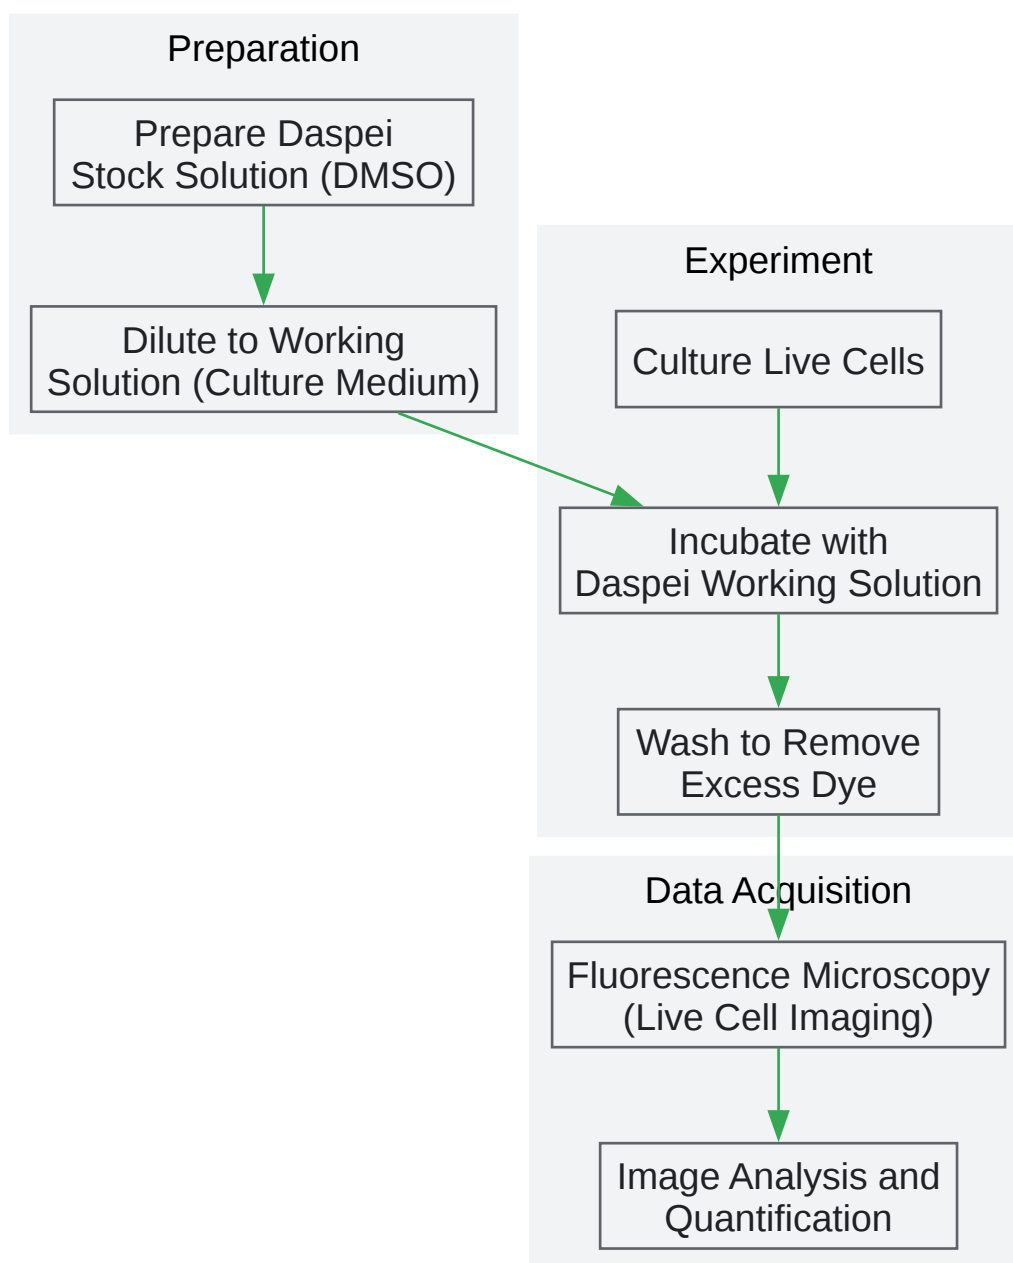 Preparation
Prepare Daspei
Stock Solution (DMSO)
Dilute to Working
Solution (Culture Medium)
Experiment
Culture Live Cells
Incubate with
Daspei Working Solution
Wash to Remove
Excess Dye
Data Acquisition
Fluorescence Microscopy
(Live Cell Imaging)
Image Analysis and
Quantification